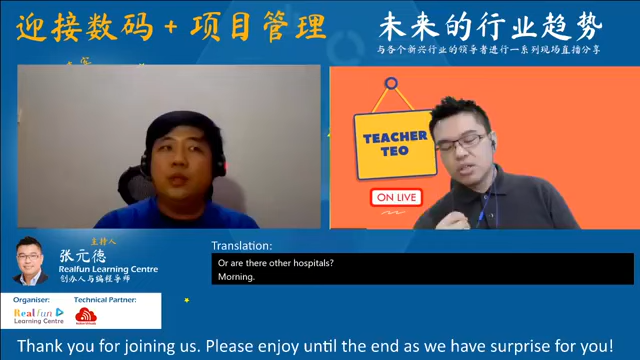 迎接数码 + 项目管理
未来的行业趋势
与各个新兴行业的领导者进行一系列现场直播分享
TEACHER
TEO
ON LIVE
主持人
张元德
Realfun Learning Centre
创办人与编程导师
Translation:
Or are there other hospitals?
Morning.
Organiser:
Technical Partner:
Realfun
Learning Centre
Thank you for joining us. Please enjoy until the end as we have surprise for you!